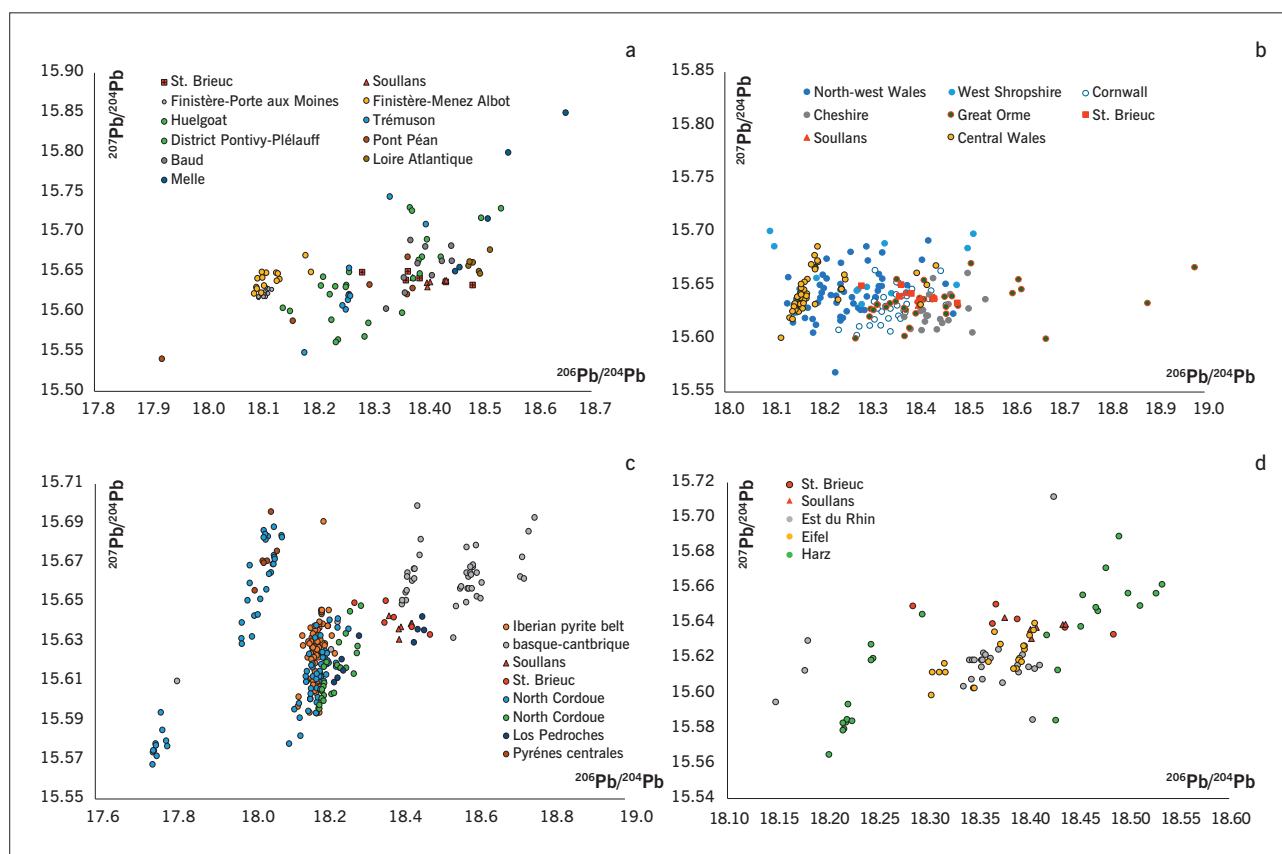 a
15.90
15.85
15.80
15.75
15.70
15.65
15.60
15.55
15.50
207Pb/204Pb
St. Brieuc
Finistère-Porte aux Moines
Huelgoat
District Pontivy-Plélauff
Baud
Melle
Soullans
Finistère-Menez Albot
Trémuson
Pont Péan
Loire Atlantique
206Pb/204Pb
17.8 17.9 18.0 18.1 18.2 18.3 18.4 18.5 18.6 18.7
b
15.85
15.80
15.75
15.70
15.65
15.60
15.55
207Pb/204Pb
North-west Wales West Shropshire Cornwall
Cheshire Great Orme St. Brieuc
Soullans Central Wales
206Pb/204Pb
18.0 18.1 18.2 18.3 18.4 18.5 18.6 18.7 18.8 18.9 19.0
c
15.71
15.69
15.67
15.65
15.63
15.61
15.59
15.57
15.55
207Pb/204Pb
Iberian pyrite belt
basque-cantbrique
Soullans
St. Brieuc
North Cordoue
North Cordoue
Los Pedroches
Pyrénes centrales
206Pb/204Pb
17.6 17.8 18.0 18.2 18.4 18.6 18.8 19.0
d
15.72
15.70
15.68
15.66
15.64
15.62
15.60
15.58
15.56
15.54
207Pb/204Pb
St. Brieuc
Soullans
Est du Rhin
Eifel
Harz
206Pb/204Pb
18.10 18.15 18.20 18.25 18.30 18.35 18.40 18.45 18.50 18.55 18.60